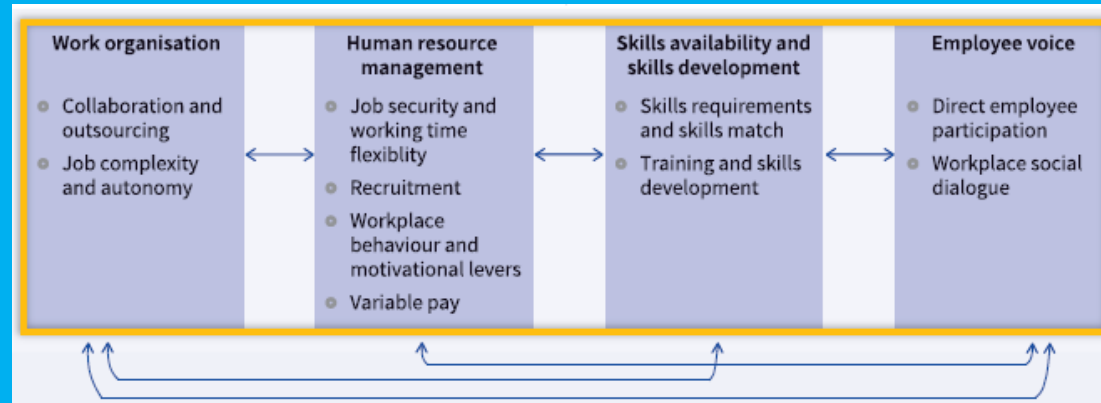 Work organisation
Collaboration and
outsourcing
Job complexity
and autonomy
Human resource
management
Job security and
working time
flexiblity
Recruitment
Workplace
behaviour and
motivational levers
Variable pay
Skills availability and
skills development
Skills requirements
and skills match
Training and skills
development
Employee voice
Direct employee
participation
Workplace social
dialogue